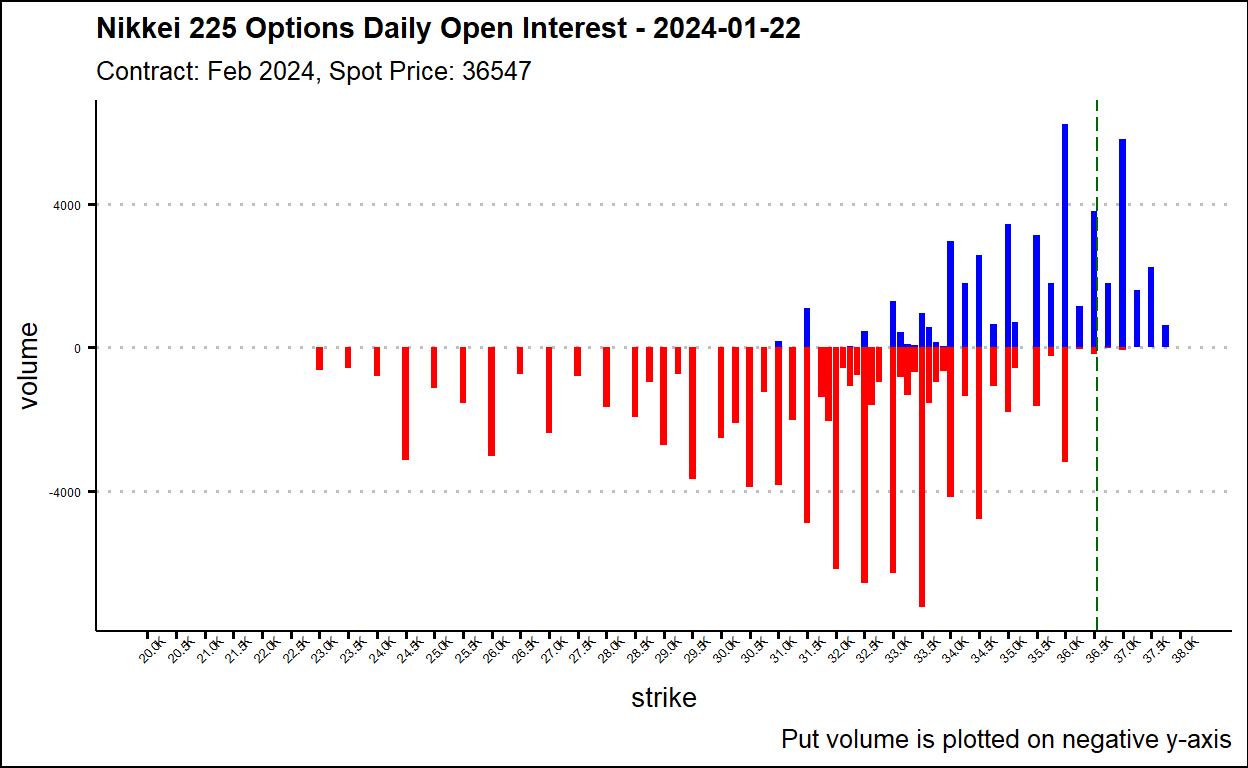 Nikkei 225 Options Daily Open Interest - 2024-01-22
Contract: Feb 2024, Spot Price: 36547
volume
4000
0
-4000
20.0K 20.5K 21.0K 21.5K 22.0K 22.5K 23.0K 23.5K 24.0K 24.5K 25.0K 25.5K 26.0K 26.5K 27.0K 27.5K 28.0K 28.5K 29.0K 29.5K 30.0K 30.5K 31.0K 31.5K 32.0K 32.5K 33.0K 33.5K 34.0K 34.5K 35.0K 35.5K 36.0K 36.5K 37.0K 37.5K 38.0K
strike
Put volume is plotted on negative y-axis